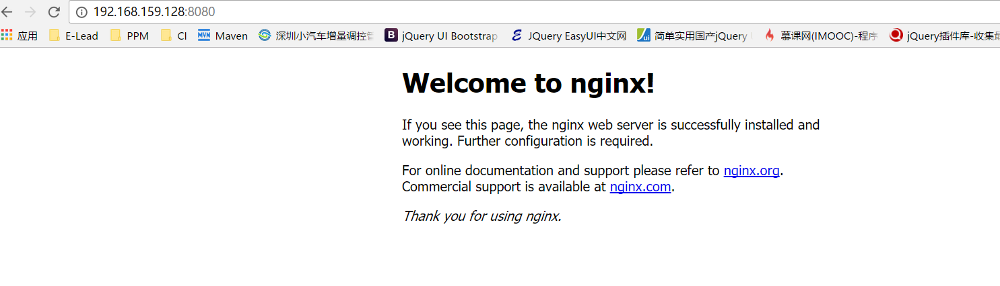 192.168.159.128:8080
应用 E-Lead PPM CI MVN Maven 深圳小汽车增量调控管 B jQuery UI Bootstrap JQuery EasyUI中文网 ui 简单实用国产jQuery 慕课网(IMOOC)-程序 jQuery插件库-收集最
Welcome to nginx!
If you see this page, the nginx web server is successfully installed and
working. Further configuration is required.
For online documentation and support please refer to nginx.org.
Commercial support is available at nginx.com.
Thank you for using nginx.